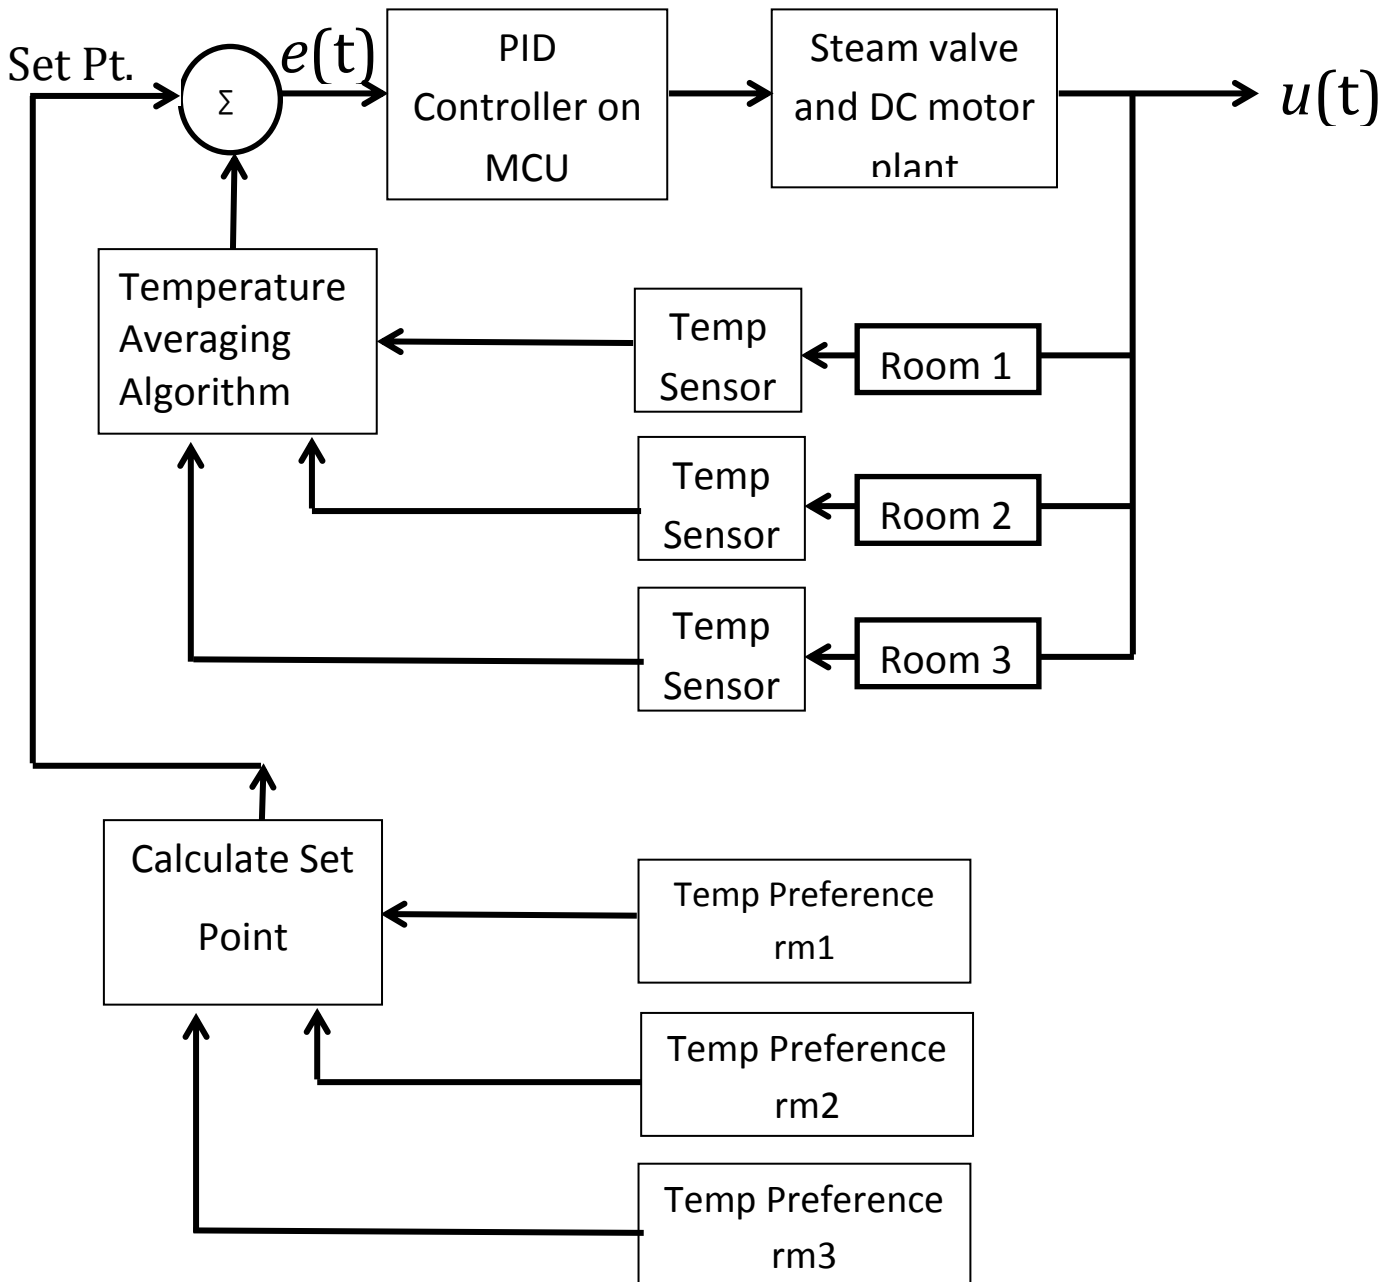 Set Pt.
Σ
e(t)
PID
Controller on
MCU
Steam valve
and DC motor
plant
u(t)
Temperature
Averaging
Algorithm
Temp
Sensor
Room 1
Temp
Sensor
Room 2
Temp
Sensor
Room 3
Calculate Set
Point
Temp Preference
rm1
Temp Preference
rm2
Temp Preference
rm3